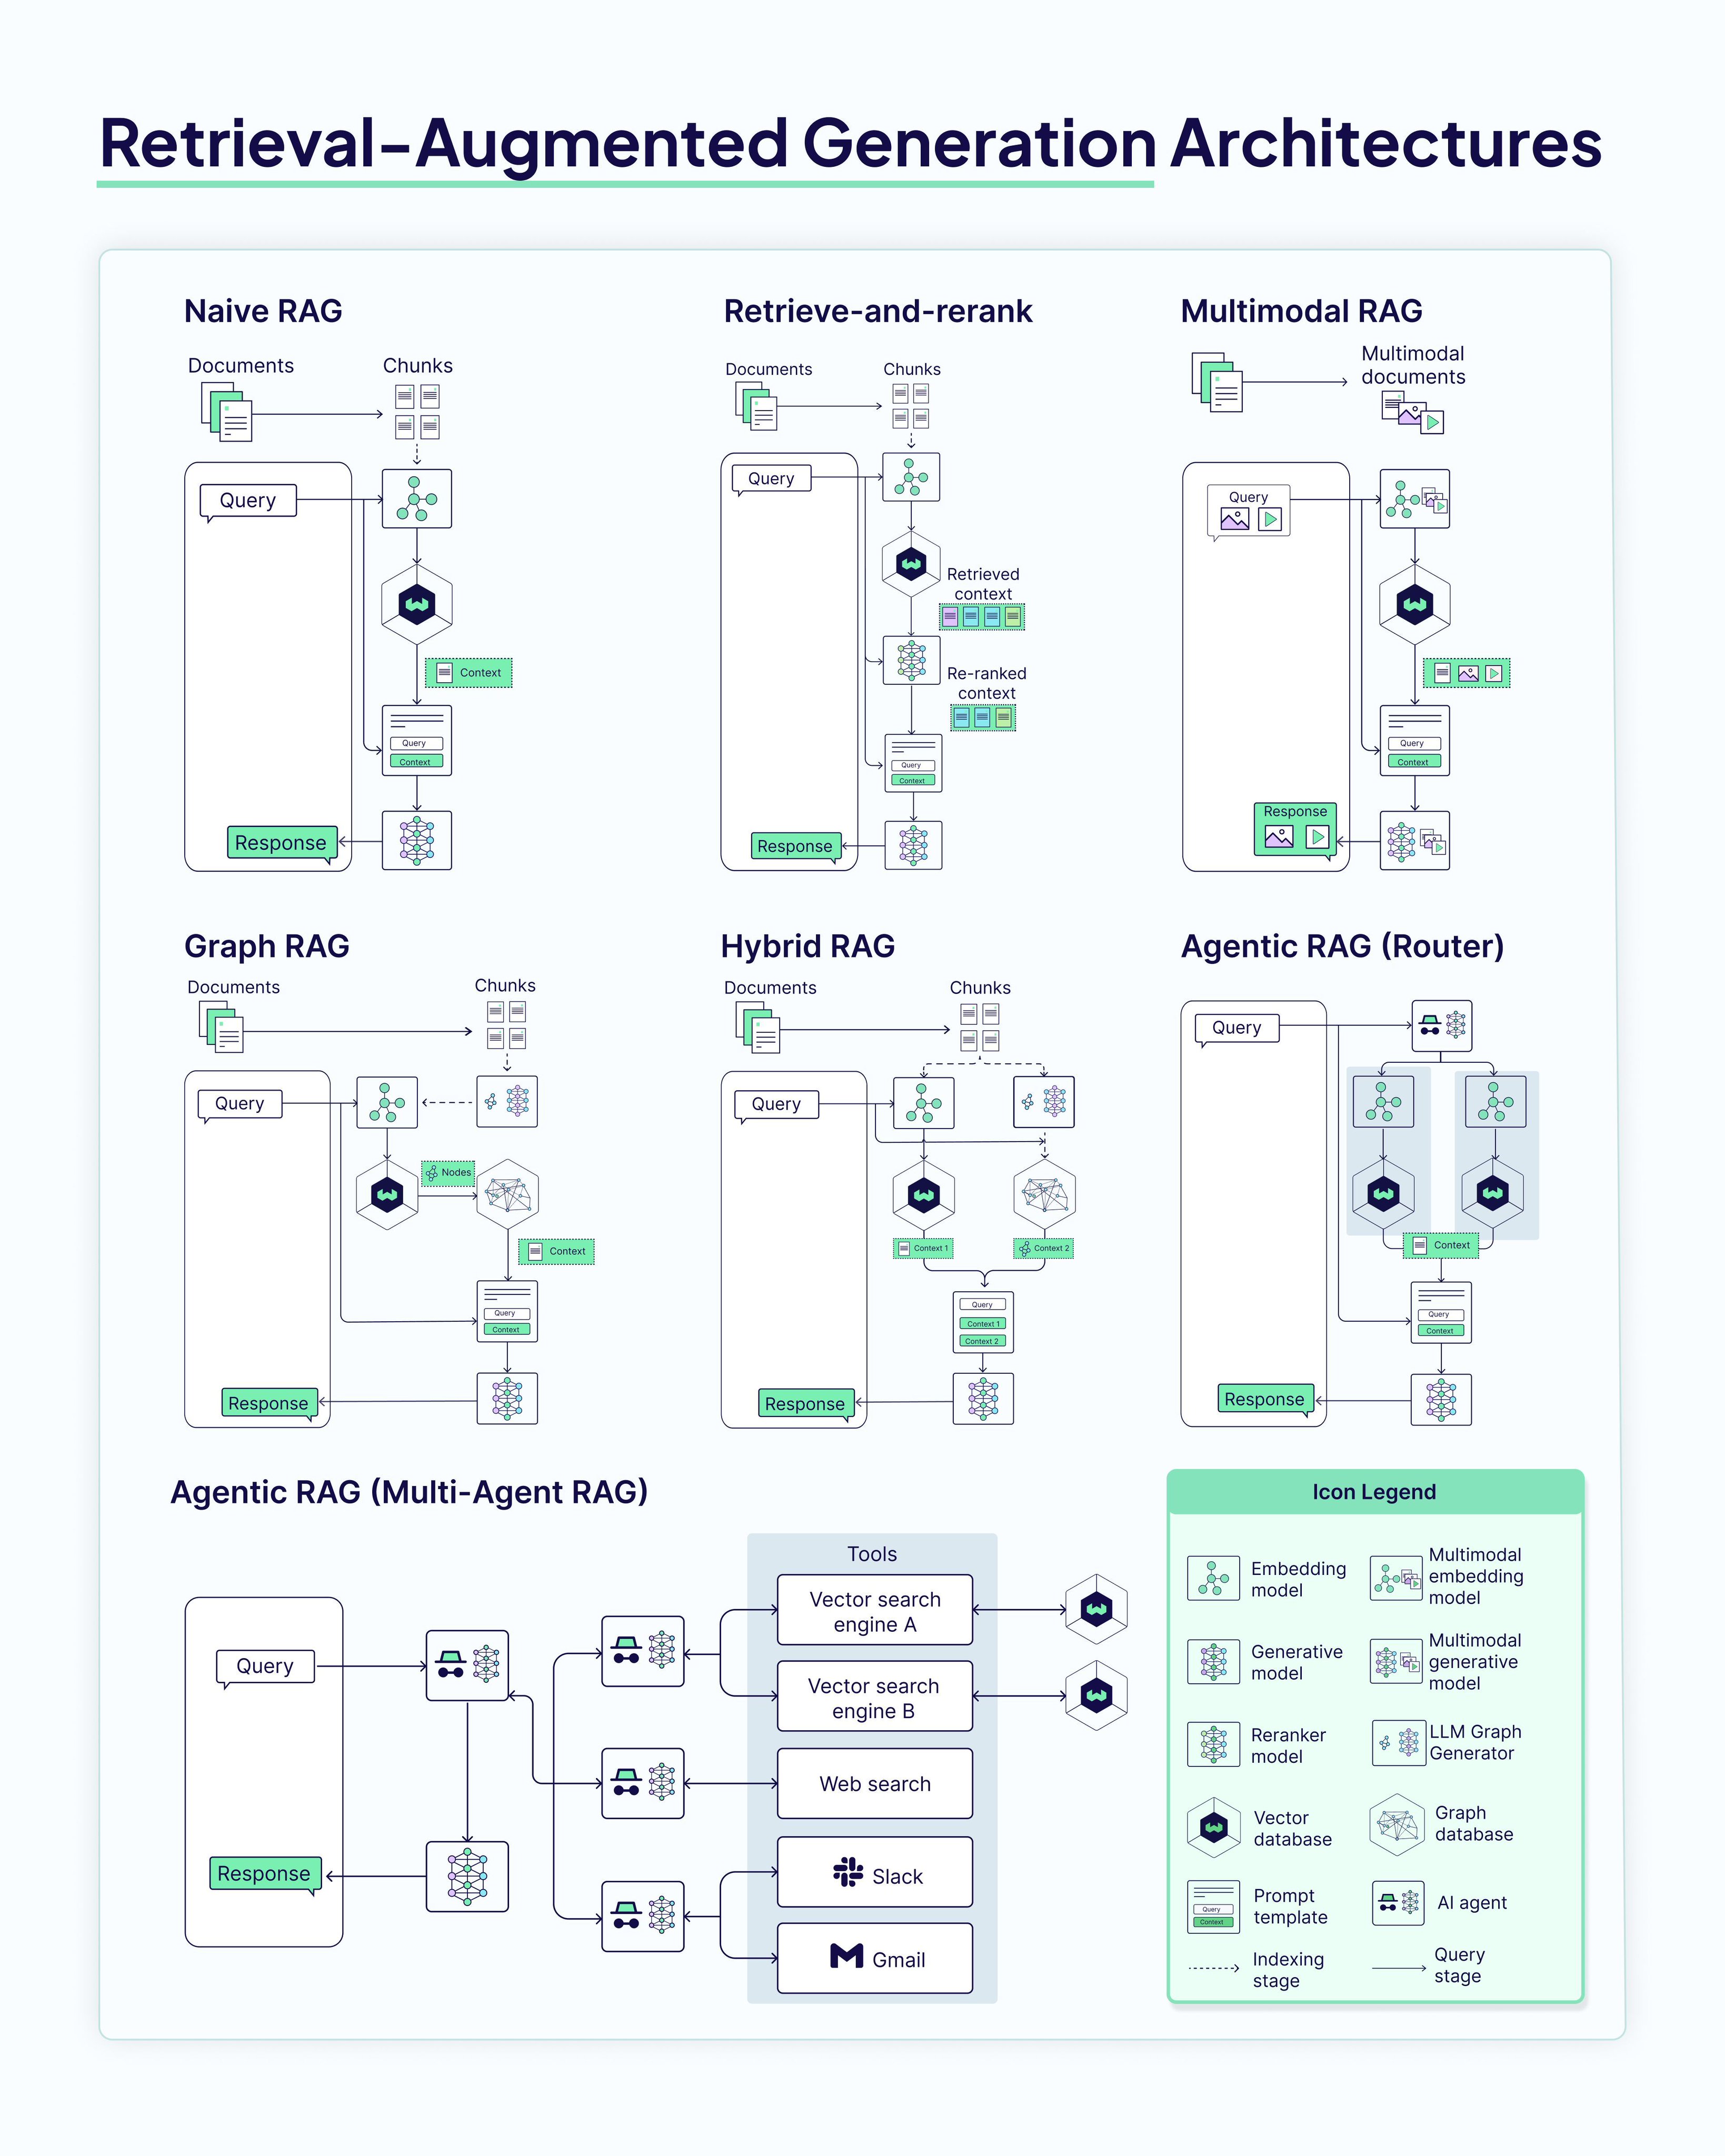 Retrieval-Augmented Generation Architectures
Naive RAG
Documents
Chunks
Query
Context
Query
Context
Response
Retrieve-and-rerank
Documents
Chunks
Query
Retrieved
context
Re-ranked
context
Query
Context
Response
Multimodal RAG
Multimodal
documents
Query
Query
Context
Response
Graph RAG
Documents
Chunks
Query
Nodes
Context
Query
Context
Response
Hybrid RAG
Documents
Chunks
Query
Context 1
Context 2
Query
Context 1
Context 2
Response
Agentic RAG (Router)
Query
Context
Query
Context
Response
Agentic RAG (Multi-Agent RAG)
Query
Response
Tools
Vector search
engine A
Vector search
engine B
Web search
Slack
Gmail
Icon Legend
Embedding
model
Multimodal
embedding
model
Generative
model
Multimodal
generative
model
Reranker
model
LLM Graph
Generator
Vector
database
Graph
database
Query
Context
Prompt
template
AI agent
Indexing
stage
Query
stage